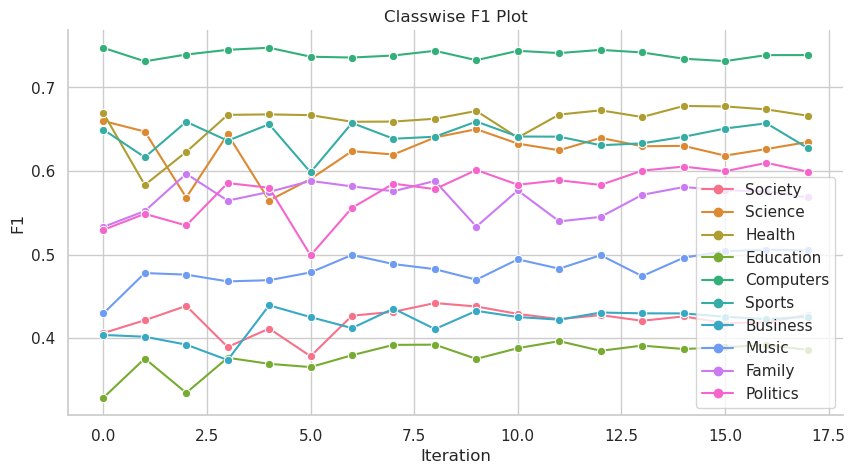 Classwise F1 Plot
F1
0.7
0.6
0.5
0.4
Society
Science
Health
Education
Computers
Sports
Business
Music
Family
Politics
0.0 2.5 5.0 7.5 10.0 12.5 15.0 17.5
Iteration